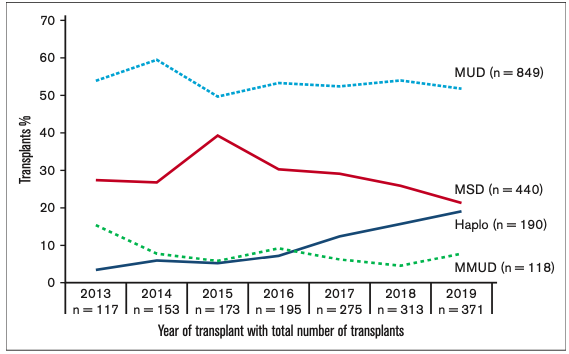 Transplants %
70
60
50
40
30
20
10
0
MUD (n = 849)
MSD (n = 440)
Haplo (n = 190)
MMUD (n = 118)
2013 2014 2015 2016 2017 2018 2019
n = 117 n = 153 n = 173 n = 195 n = 275 n = 313 n = 371
Year of transplant with total number of transplants